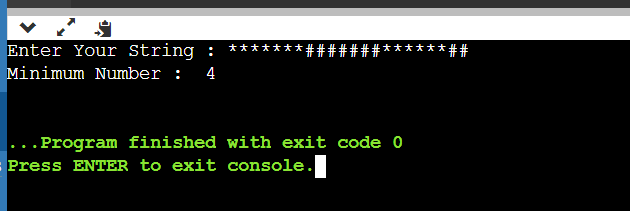 Enter Your String : *******#######******##
Minimum Number :  4
...Program finished with exit code 0
Press ENTER to exit console.